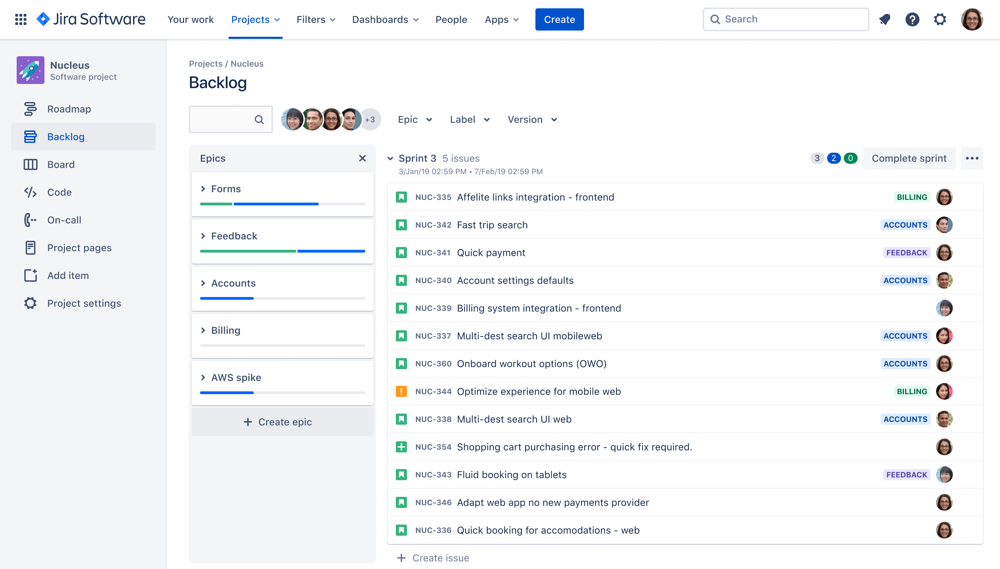 Jira Software
Your work
Projects
Filters
Dashboards
People
Apps
Create
Search
Nucleus
Software project
Roadmap
Backlog
Board
Code
On-call
Project pages
Add item
Project settings
Projects / Nucleus
Backlog
+3
Epic
Label
Version
Epics
Forms
Feedback
Accounts
Billing
AWS spike
Create epic
Sprint 3 5 issues
3 2 0
Complete sprint
3/Jan/19 02:59 PM • 7/Feb/19 02:59 PM
NUC-335 Affelite links integration - frontend BILLING
NUC-342 Fast trip search ACCOUNTS
NUC-341 Quick payment FEEDBACK
NUC-340 Account settings defaults ACCOUNTS
NUC-339 Billing system integration - frontend
NUC-337 Multi-dest search UI mobileweb ACCOUNTS
NUC-360 Onboard workout options (OWO) ACCOUNTS
NUC-344 Optimize experience for mobile web BILLING
NUC-338 Multi-dest search UI web ACCOUNTS
NUC-354 Shopping cart purchasing error - quick fix required.
NUC-343 Fluid booking on tablets FEEDBACK
NUC-346 Adapt web app no new payments provider
NUC-336 Quick booking for accomodations - web
Create issue